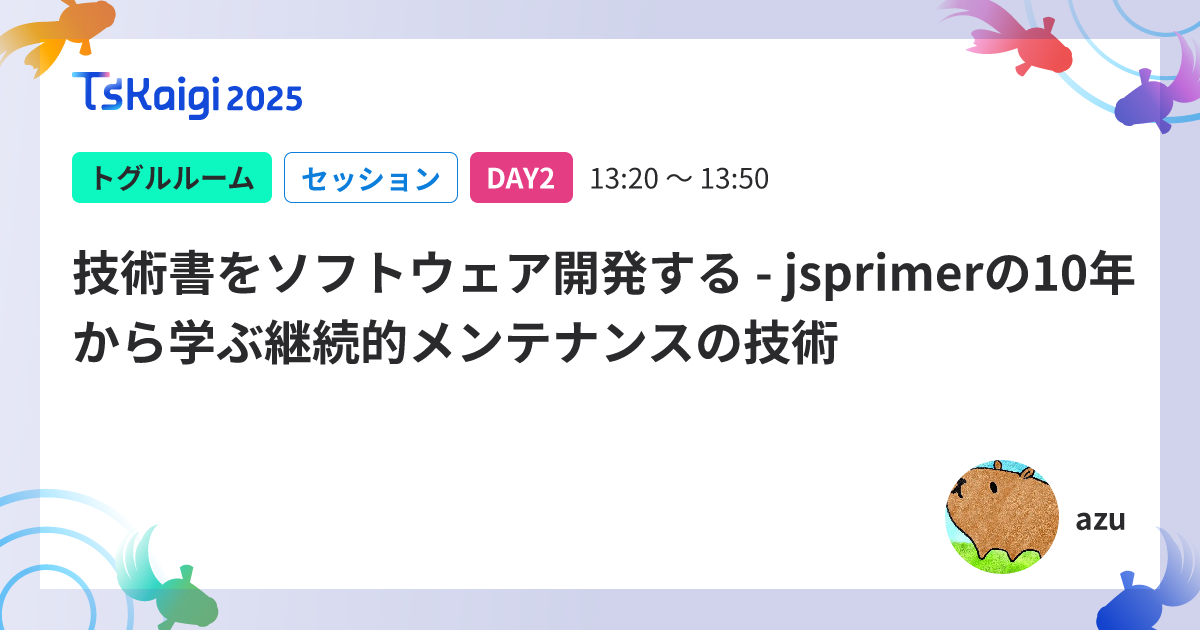 TsKaigi 2025
トグルルーム セッション DAY2 13:20 〜 13:50
技術書をソフトウェア開発する - jsprimerの10年
から学ぶ継続的メンテナンスの技術
azu